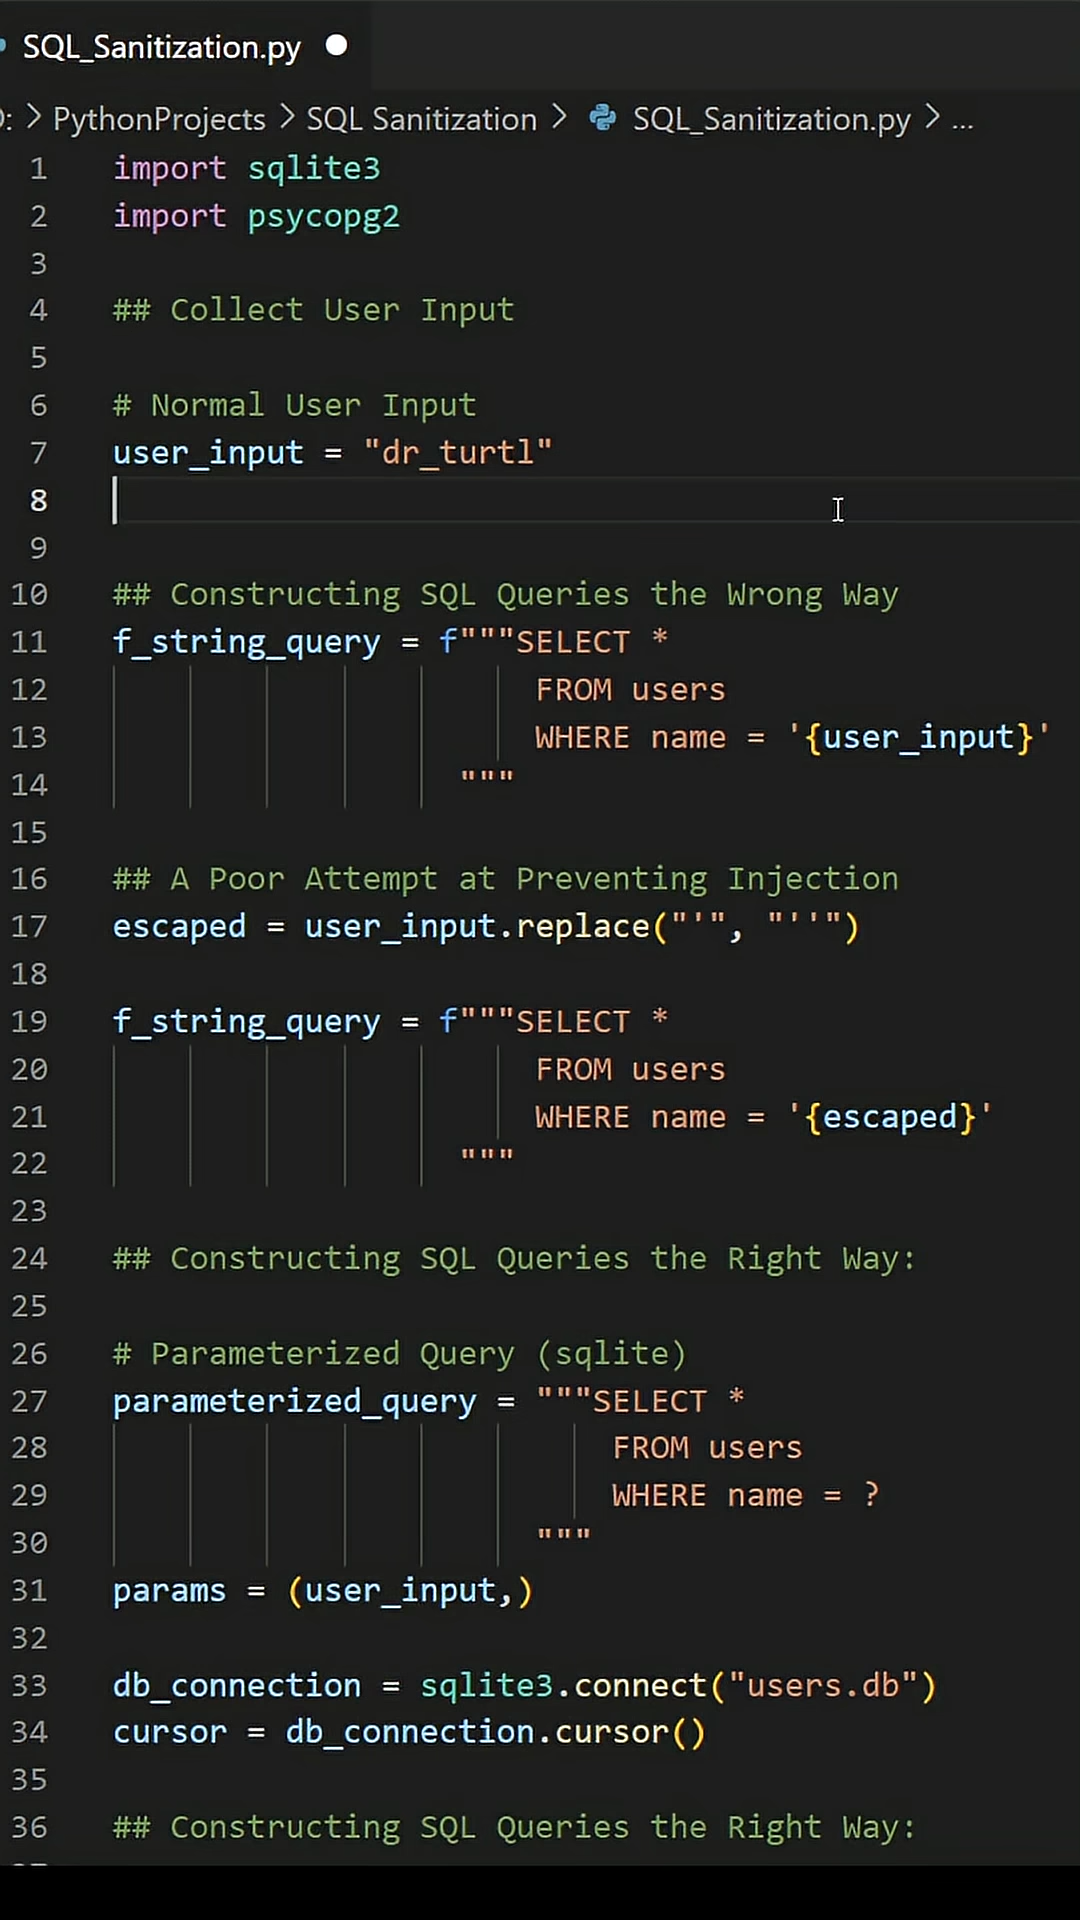 SQL_Sanitization.py
: > PythonProjects > SQL Sanitization > SQL_Sanitization.py > ...
1 import sqlite3
2 import psycopg2
3
4 ## Collect User Input
5
6 # Normal User Input
7 user_input = "dr_turtl"
8
9
10 ## Constructing SQL Queries the Wrong Way
11 f_string_query = f"""SELECT *
12 FROM users
13 WHERE name = '{user_input}'
14 """
15
16 ## A Poor Attempt at Preventing Injection
17 escaped = user_input.replace("'", "''")
18
19 f_string_query = f"""SELECT *
20 FROM users
21 WHERE name = '{escaped}'
22 """
23
24 ## Constructing SQL Queries the Right Way:
25
26 # Parameterized Query (sqlite)
27 parameterized_query = """SELECT *
28 FROM users
29 WHERE name = ?
30 """
31 params = (user_input,)
32
33 db_connection = sqlite3.connect("users.db")
34 cursor = db_connection.cursor()
35
36 ## Constructing SQL Queries the Right Way: